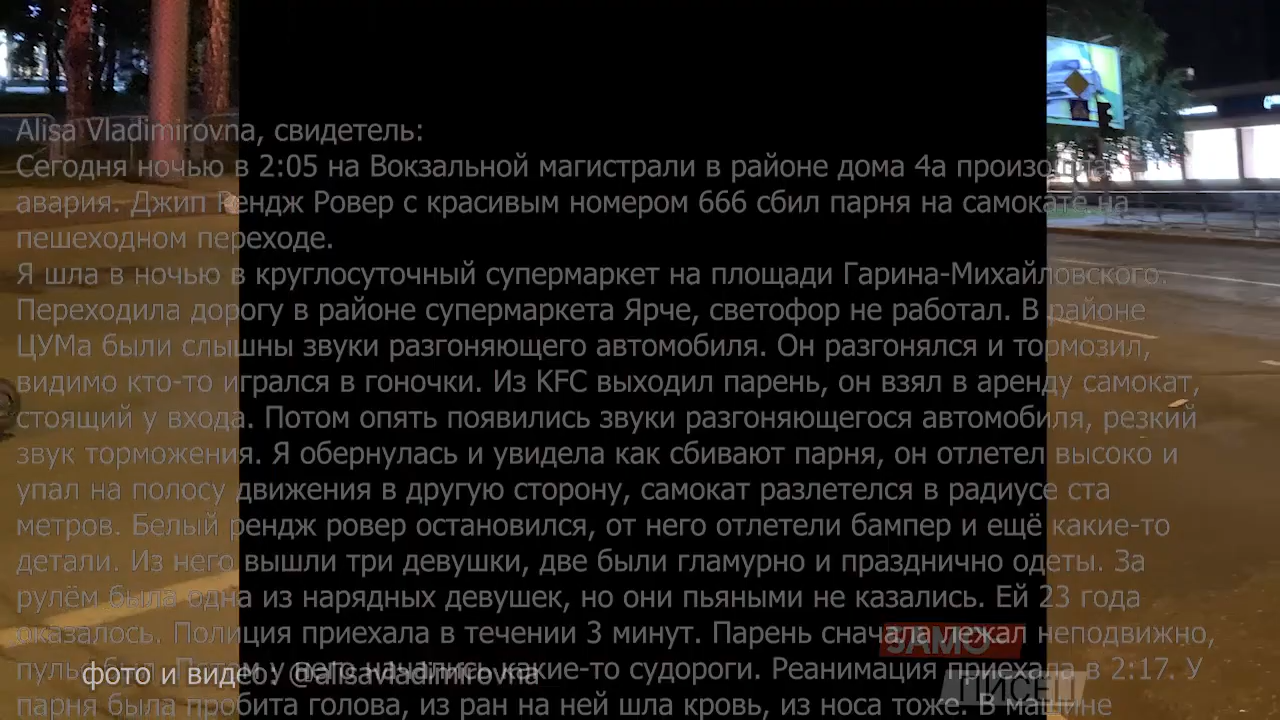 Alisa Vladimirovna, свидетель:
Сегодня ночью в 2:05 на Вокзальной магистрали в районе дома 4а произошла
авария. Джип Рендж Ровер с красивым номером 666 сбил парня на самокате на
пешеходном переходе.
Я шла в ночью в круглосуточный супермаркет на площади Гарина-Михайловского.
Переходила дорогу в районе супермаркета Ярче, светофор не работал. В районе
ЦУМа были слышны звуки разгоняющего автомобиля. Он разгонялся и тормозил,
видимо кто-то игрался в гоночки. Из KFC выходил парень, он взял в аренду самокат,
стоящий у входа. Потом опять появились звуки разгоняющегося автомобиля, резкий
звук торможения. Я обернулась и увидела как сбивают парня, он отлетел высоко и
упал на полосу движения в другую сторону, самокат разлетелся в радиусе ста
метров. Белый рендж ровер остановился, от него отлетели бампер и ещё какие-то
детали. Из него вышли три девушки, две были гламурно и празднично одеты. За
рулём была одна из нарядных девушек, но они пьяными не казались. Ей 23 года
оказалось. Полиция приехала в течении 3 минут. Парень сначала лежал неподвижно,
пульс был. Потом у него начались какие-то судороги. Реанимация приехала в 2:17. У
фото и видео: @alisavladimirovna
парня была пробита голова, из ран на ней шла кровь, из носа тоже. В машине
ЗАМО